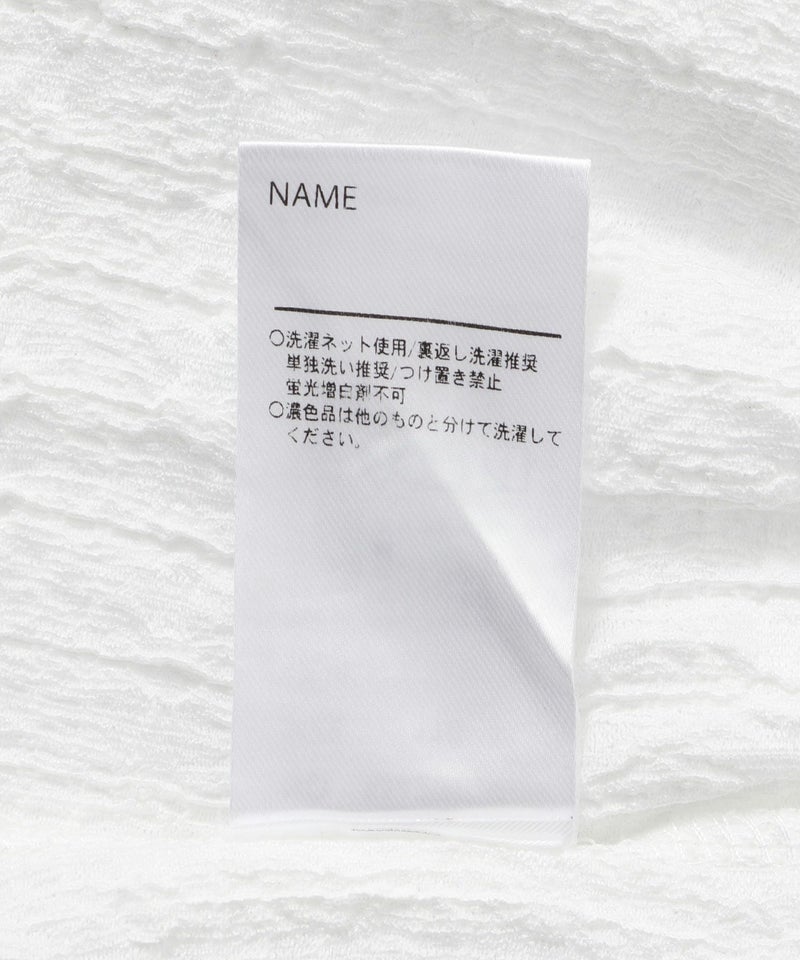 NAME
○洗濯ネット使用/裏返し洗濯推奨
単独洗い推奨/つけ置き禁止
蛍光増白剤不可
○濃色品は他のものと分けて洗濯して
ください。